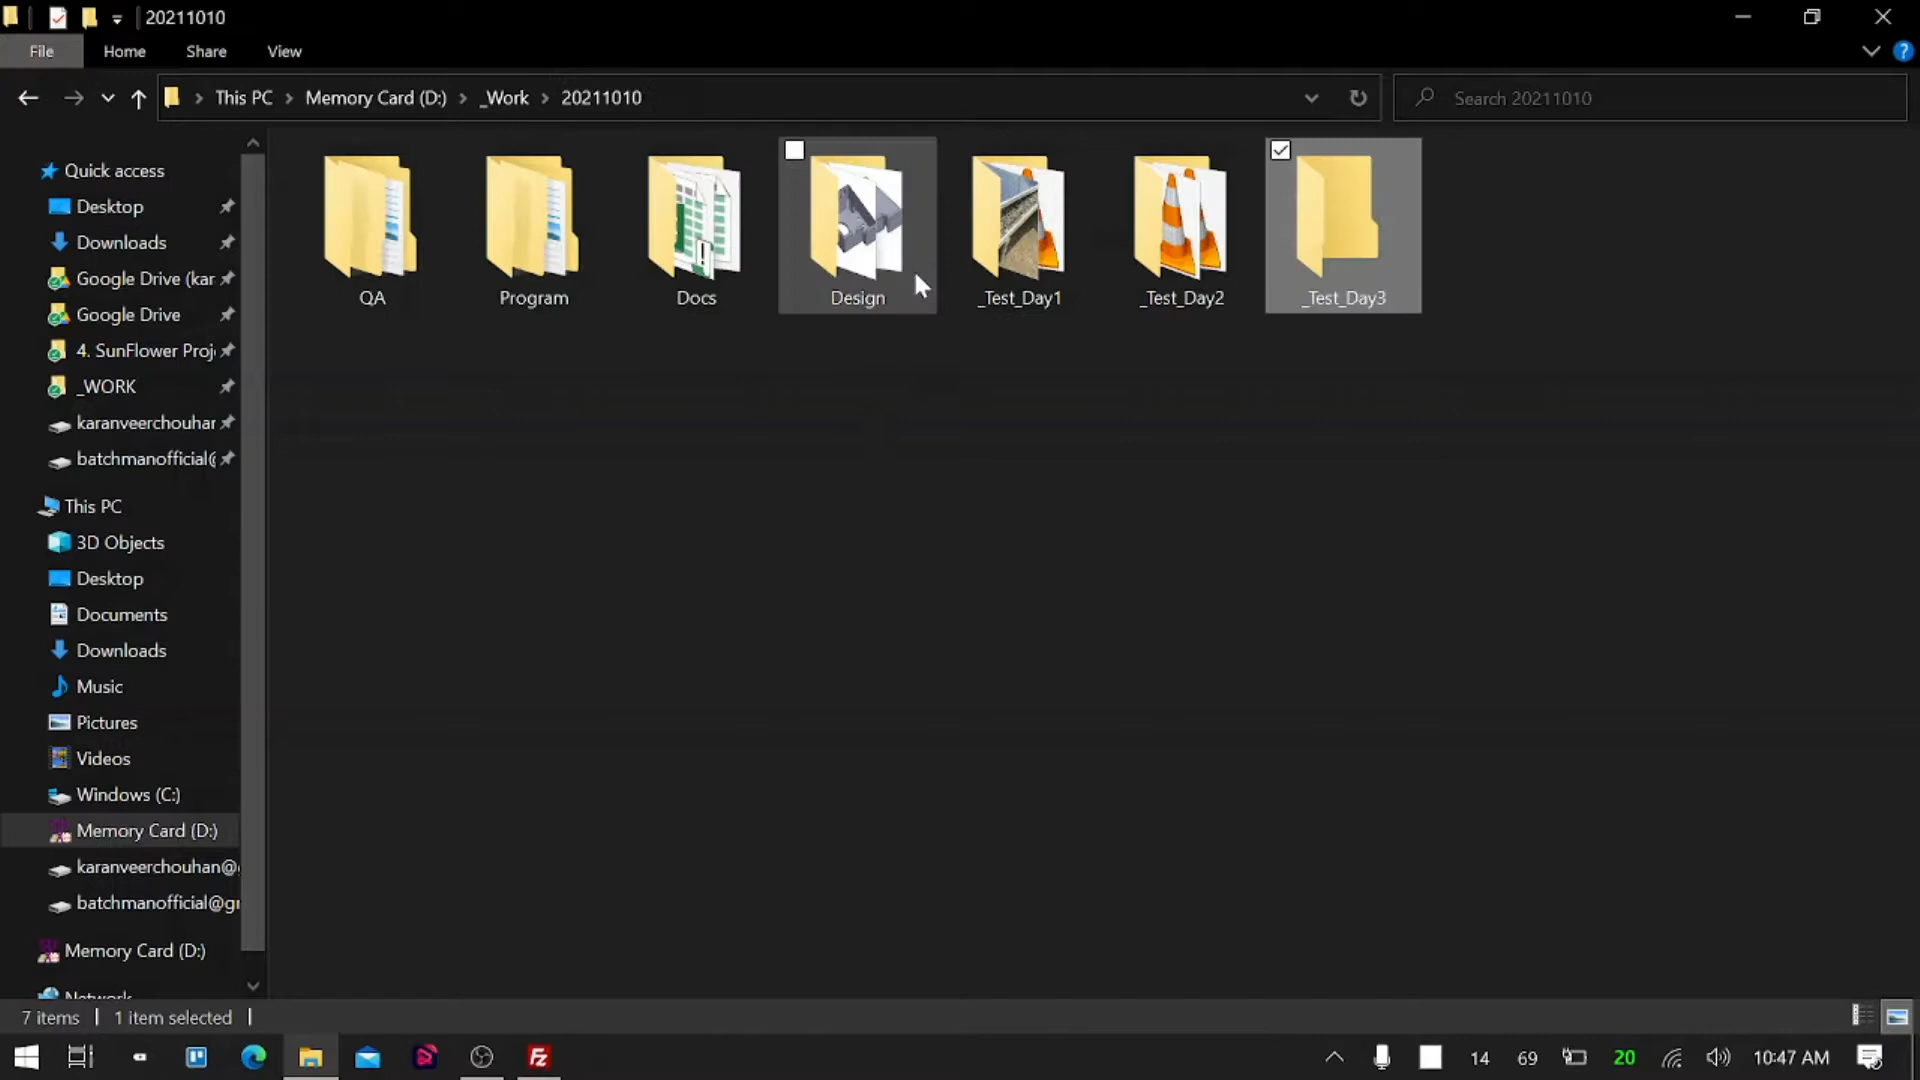 20211010
File Home Share View
This PC Memory Card (D:) _Work 20211010
Search 20211010
Quick access
Desktop
Downloads
Google Drive (kar
Google Drive
4. SunFlower Proj
_WORK
karanveerchouhar
batchmanofficial(
This PC
3D Objects
Desktop
Documents
Downloads
Music
Pictures
Videos
Windows (C:)
Memory Card (D:)
karanveerchouhan@g
batchmanofficial@gr
Memory Card (D:)
Network
QA Program Docs Design _Test_Day1 _Test_Day2 _Test_Day3
7 items 1 item selected
Fz 14 69 20 10:47 AM